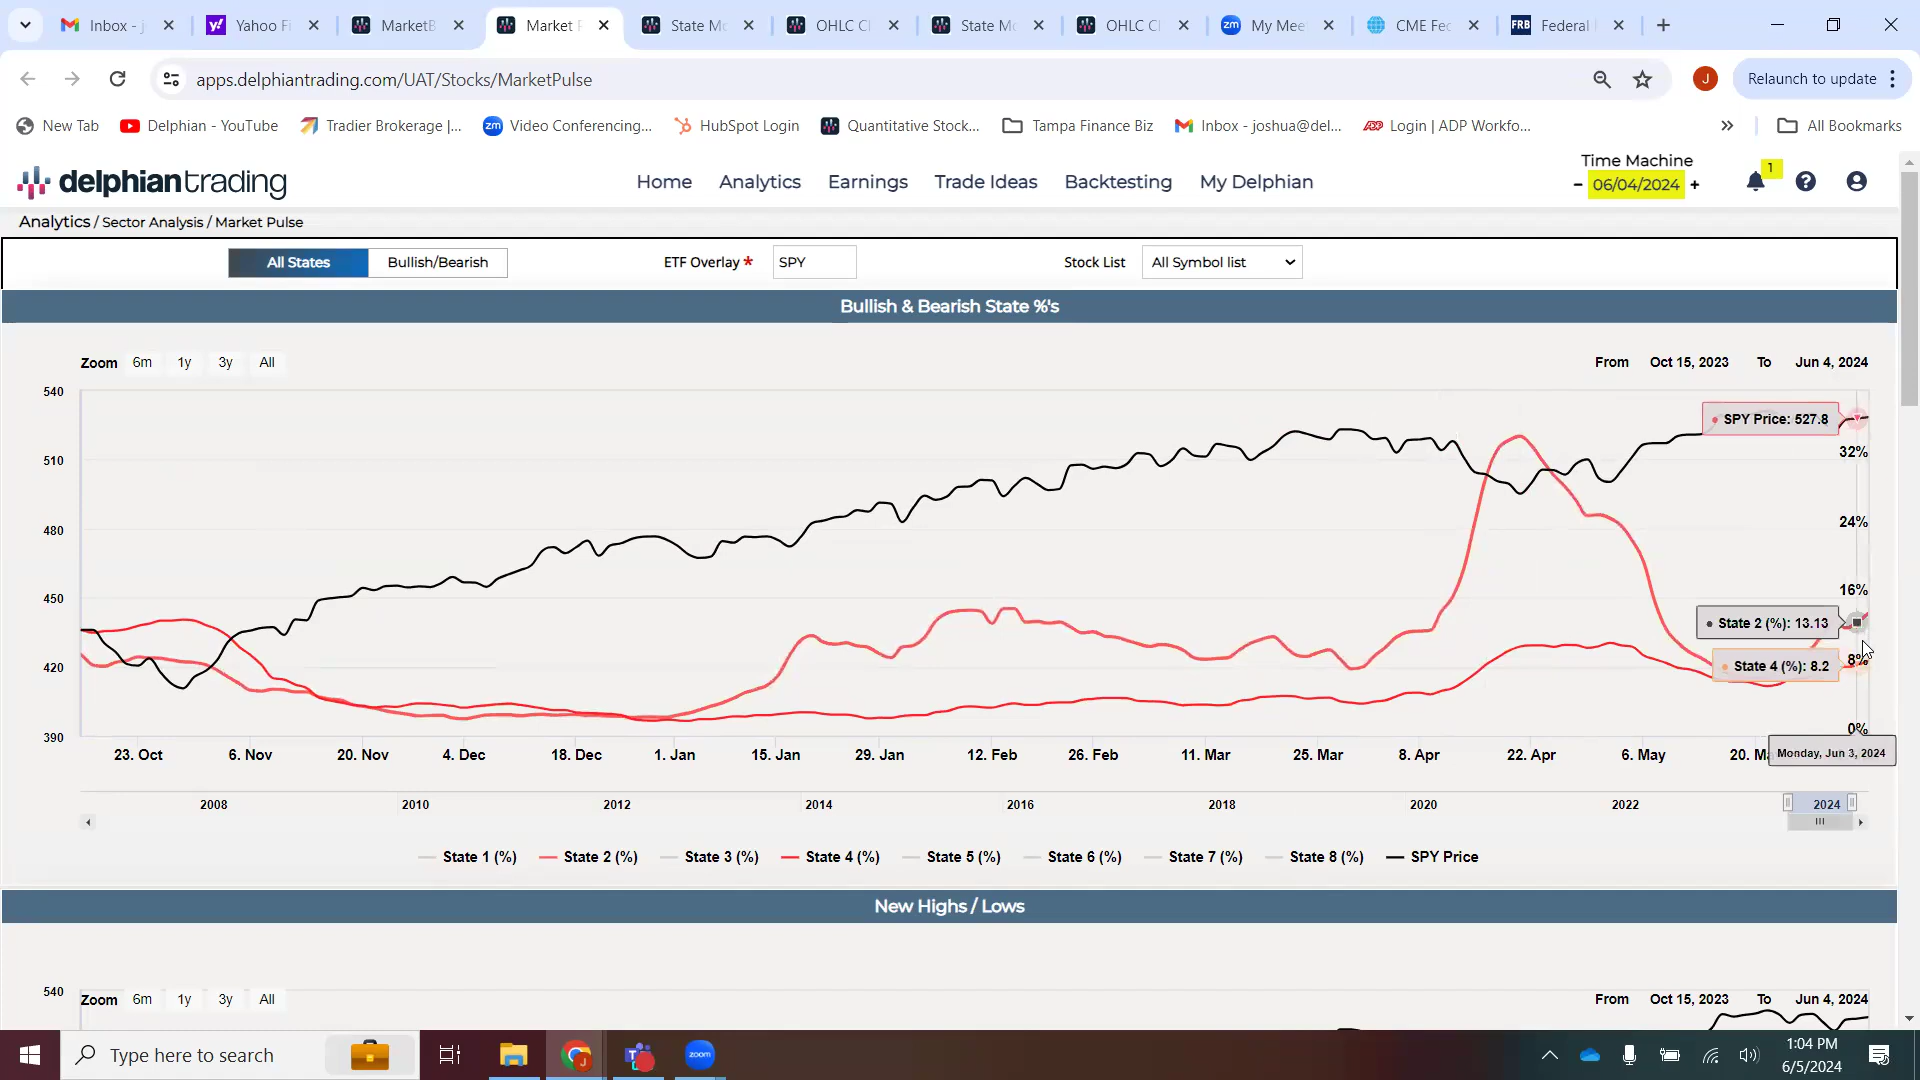 Inbox - j
Yahoo Fi
MarketB
Market P
State Mo
OHLC C
State Mo
OHLC C
My Mee
CME Fec
Federal
apps.delphiantrading.com/UAT/Stocks/MarketPulse
J
Relaunch to update
New Tab
Delphian - YouTube
Tradier Brokerage |...
Video Conferencing...
HubSpot Login
Quantitative Stock...
Tampa Finance Biz
Inbox - joshua@del...
Login | ADP Workfo...
All Bookmarks
delphiantrading
Home
Analytics
Earnings
Trade Ideas
Backtesting
My Delphian
Time Machine
- 06/04/2024 +
1
Analytics / Sector Analysis / Market Pulse
All States
Bullish/Bearish
ETF Overlay *
SPY
Stock List
All Symbol list
Bullish & Bearish State %'s
Zoom 6m 1y 3y All
From Oct 15, 2023 To Jun 4, 2024
540
510
480
450
420
390
SPY Price: 527.8
32%
24%
16%
State 2 (%): 13.13
8%
State 4 (%): 8.2
0%
23. Oct 6. Nov 20. Nov 4. Dec 18. Dec 1. Jan 15. Jan 29. Jan 12. Feb 26. Feb 11. Mar 25. Mar 8. Apr 22. Apr 6. May 20. Ma
Monday, Jun 3, 2024
2008 2010 2012 2014 2016 2018 2020 2022 2024
State 1 (%) State 2 (%) State 3 (%) State 4 (%) State 5 (%) State 6 (%) State 7 (%) State 8 (%) SPY Price
New Highs / Lows
540
Zoom 6m 1y 3y All
From Oct 15, 2023 To Jun 4, 2024
Type here to search
zoom
1:04 PM
6/5/2024